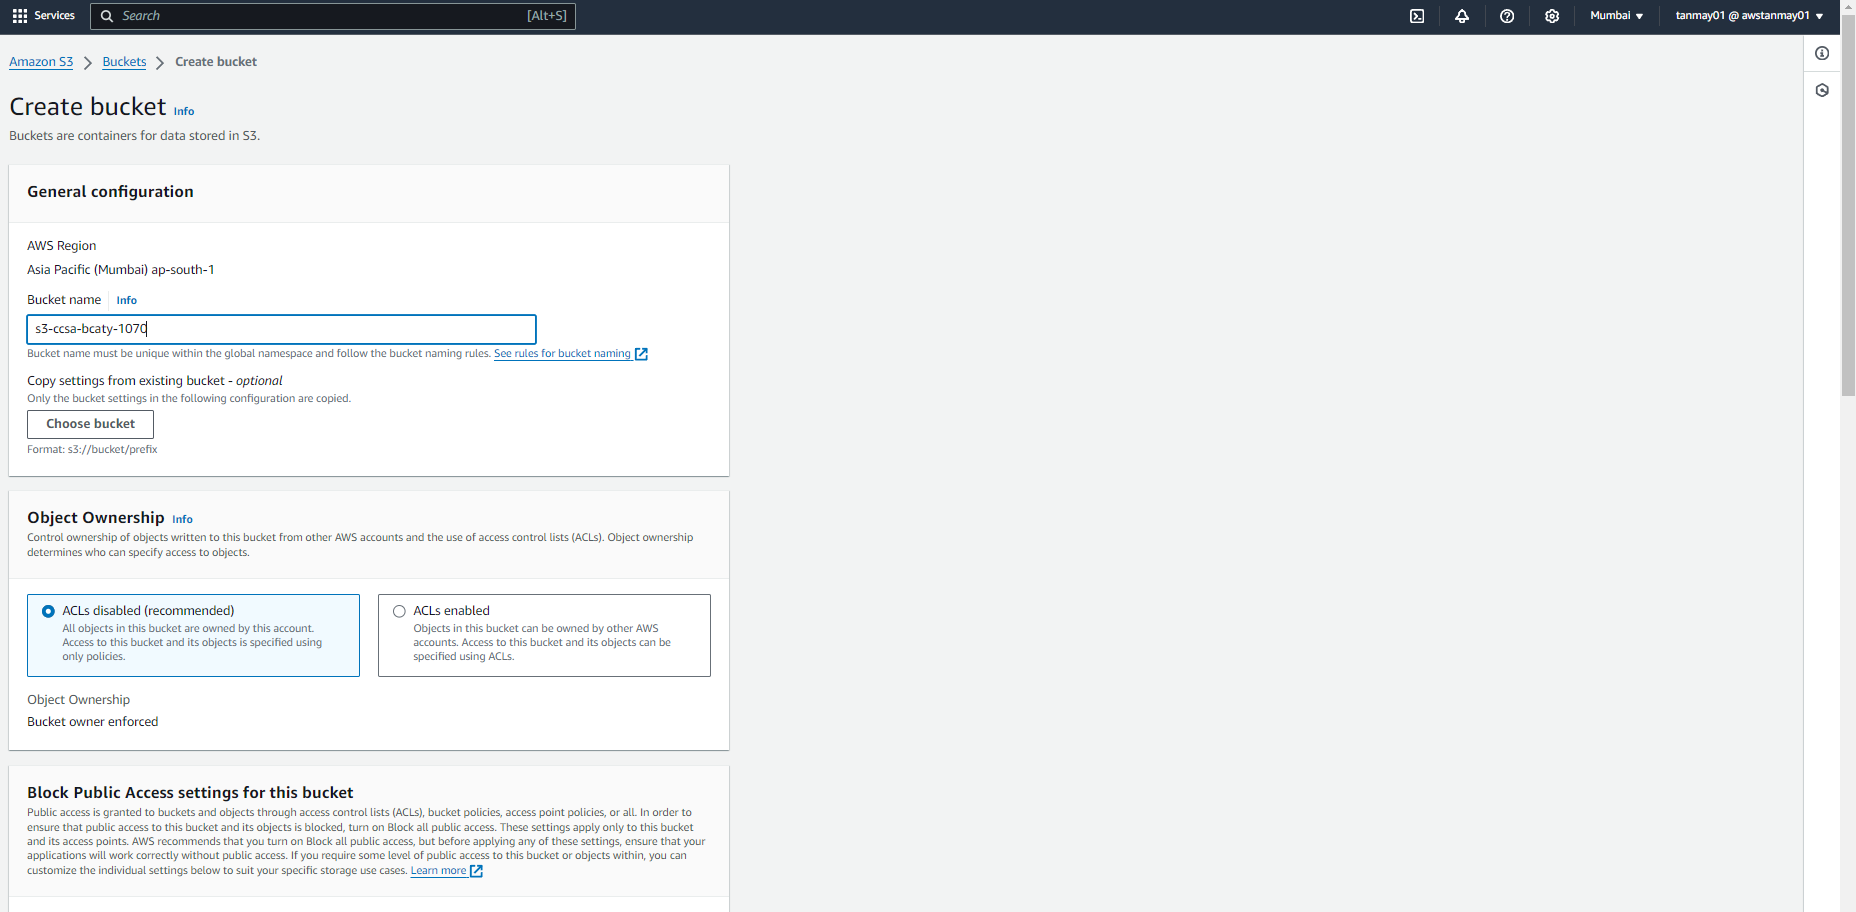 Services
Search
[Alt+S]
Mumbai
tanmay01 @ awstanmay01
Amazon S3
Buckets
Create bucket
Create bucket Info
Buckets are containers for data stored in S3.
General configuration
AWS Region
Asia Pacific (Mumbai) ap-south-1
Bucket name Info
s3-ccsa-bcaty-1070
Bucket name must be unique within the global namespace and follow the bucket naming rules. See rules for bucket naming
Copy settings from existing bucket - optional
Only the bucket settings in the following configuration are copied.
Choose bucket
Format: s3://bucket/prefix
Object Ownership Info
Control ownership of objects written to this bucket from other AWS accounts and the use of access control lists (ACLs). Object ownership
determines who can specify access to objects.
ACLs disabled (recommended)
All objects in this bucket are owned by this account.
Access to this bucket and its objects is specified using
only policies.
ACLs enabled
Objects in this bucket can be owned by other AWS
accounts. Access to this bucket and its objects can be
specified using ACLs.
Object Ownership
Bucket owner enforced
Block Public Access settings for this bucket
Public access is granted to buckets and objects through access control lists (ACLs), bucket policies, access point policies, or all. In order to
ensure that public access to this bucket and its objects is blocked, turn on Block all public access. These settings apply only to this bucket
and its access points. AWS recommends that you turn on Block all public access, but before applying any of these settings, ensure that your
applications will work correctly without public access. If you require some level of public access to this bucket or objects within, you can
customize the individual settings below to suit your specific storage use cases. Learn more